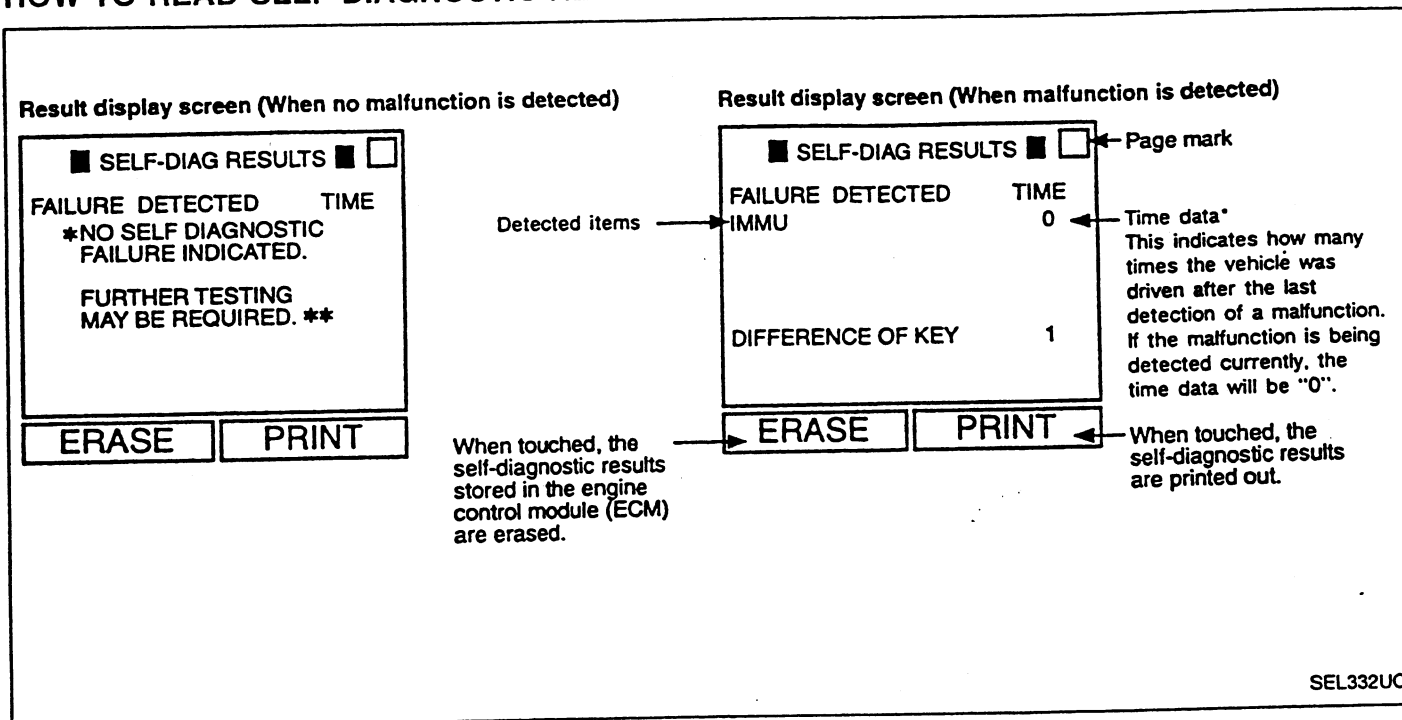 HOW TO READ SELF-DIAGNOSTIC
Result display screen (When no malfunction is detected)
■ SELF-DIAG RESULTS ■ □
FAILURE DETECTED TIME
*NO SELF DIAGNOSTIC
FAILURE INDICATED.
FURTHER TESTING
MAY BE REQUIRED. **
ERASE PRINT
Result display screen (When malfunction is detected)
■ SELF-DIAG RESULTS ■ □
Page mark
FAILURE DETECTED TIME
Detected items
IMMU 0
DIFFERENCE OF KEY 1
Time data*
This indicates how many
times the vehicle was
driven after the last
detection of a malfunction.
If the malfunction is being
detected currently, the
time data will be "0".
ERASE PRINT
When touched, the
self-diagnostic results
stored in the engine
control module (ECM)
are erased.
When touched, the
self-diagnostic results
are printed out.
SEL332UC